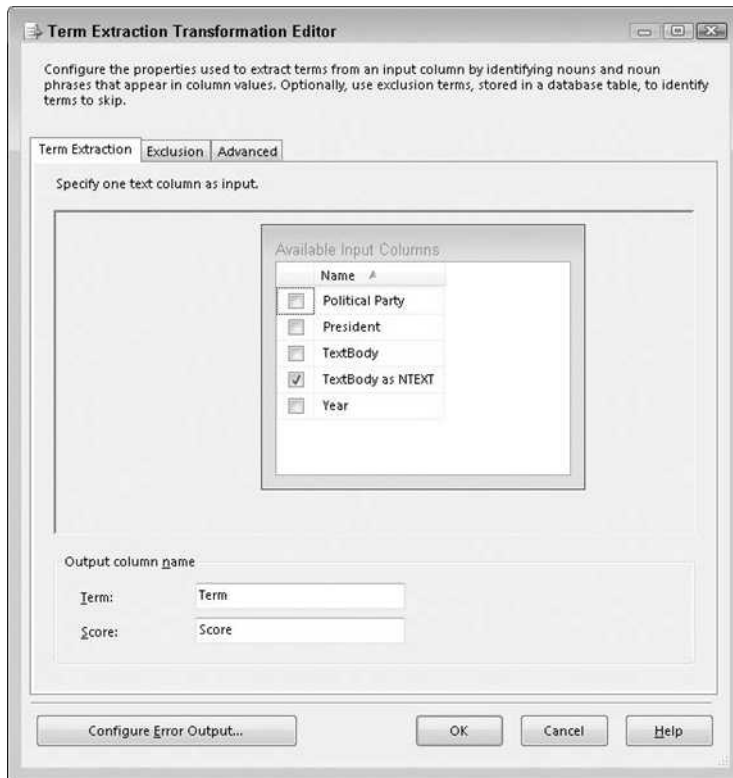 Term Extraction Transformation Editor
Configure the properties used to extract terms from an input column by identifying nouns and noun
phrases that appear in column values. Optionally, use exclusion terms, stored in a database table, to identify
terms to skip.
Term Extraction Exclusion Advanced
Specify one text column as input.
Available Input Columns
Name
Political Party
President
TextBody
TextBody as NTEXT
Year
Output column name
Term: Term
Score: Score
Configure Error Output... OK Cancel Help